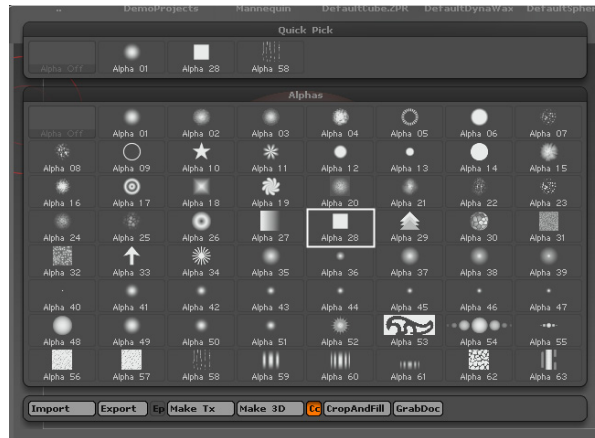 .. DemoProjects Mannequin DefaultCube.ZPR DefaultDynaWax DefaultSpher
Quick Pick
Alpha Off Alpha 01 Alpha 28 Alpha 58
Alphas
Alpha Off Alpha 01 Alpha 02 Alpha 03 Alpha 04 Alpha 05 Alpha 06 Alpha 07
Alpha 08 Alpha 09 Alpha 10 Alpha 11 Alpha 12 Alpha 13 Alpha 14 Alpha 15
Alpha 16 Alpha 17 Alpha 18 Alpha 19 Alpha 20 Alpha 21 Alpha 22 Alpha 23
Alpha 24 Alpha 25 Alpha 26 Alpha 27 Alpha 28 Alpha 29 Alpha 30 Alpha 31
Alpha 32 Alpha 33 Alpha 34 Alpha 35 Alpha 36 Alpha 37 Alpha 38 Alpha 39
Alpha 40 Alpha 41 Alpha 42 Alpha 43 Alpha 44 Alpha 45 Alpha 46 Alpha 47
Alpha 48 Alpha 49 Alpha 50 Alpha 51 Alpha 52 Alpha 53 Alpha 54 Alpha 55
Alpha 56 Alpha 57 Alpha 58 Alpha 59 Alpha 60 Alpha 61 Alpha 62 Alpha 63
Import Export Ep Make Tx Make 3D Cc CropAndFill GrabDoc